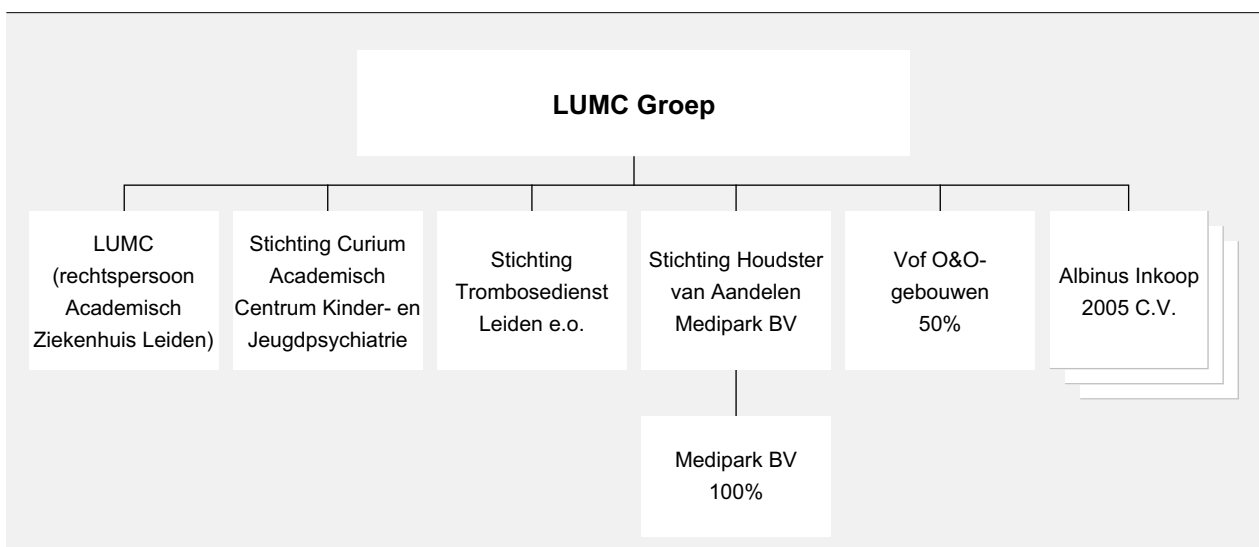 LUMC Groep
LUMC
(rechtspersoon
Academisch
Ziekenhuis Leiden)
Stichting Curium
Academisch
Centrum Kinder- en
Jeugdpsychiatrie
Stichting
Trombosedienst
Leiden e.o.
Stichting Houdster
van Aandelen
Medipark BV
Vof O&O-
gebouwen
50%
Albinus Inkoop
2005 C.V.
Medipark BV
100%